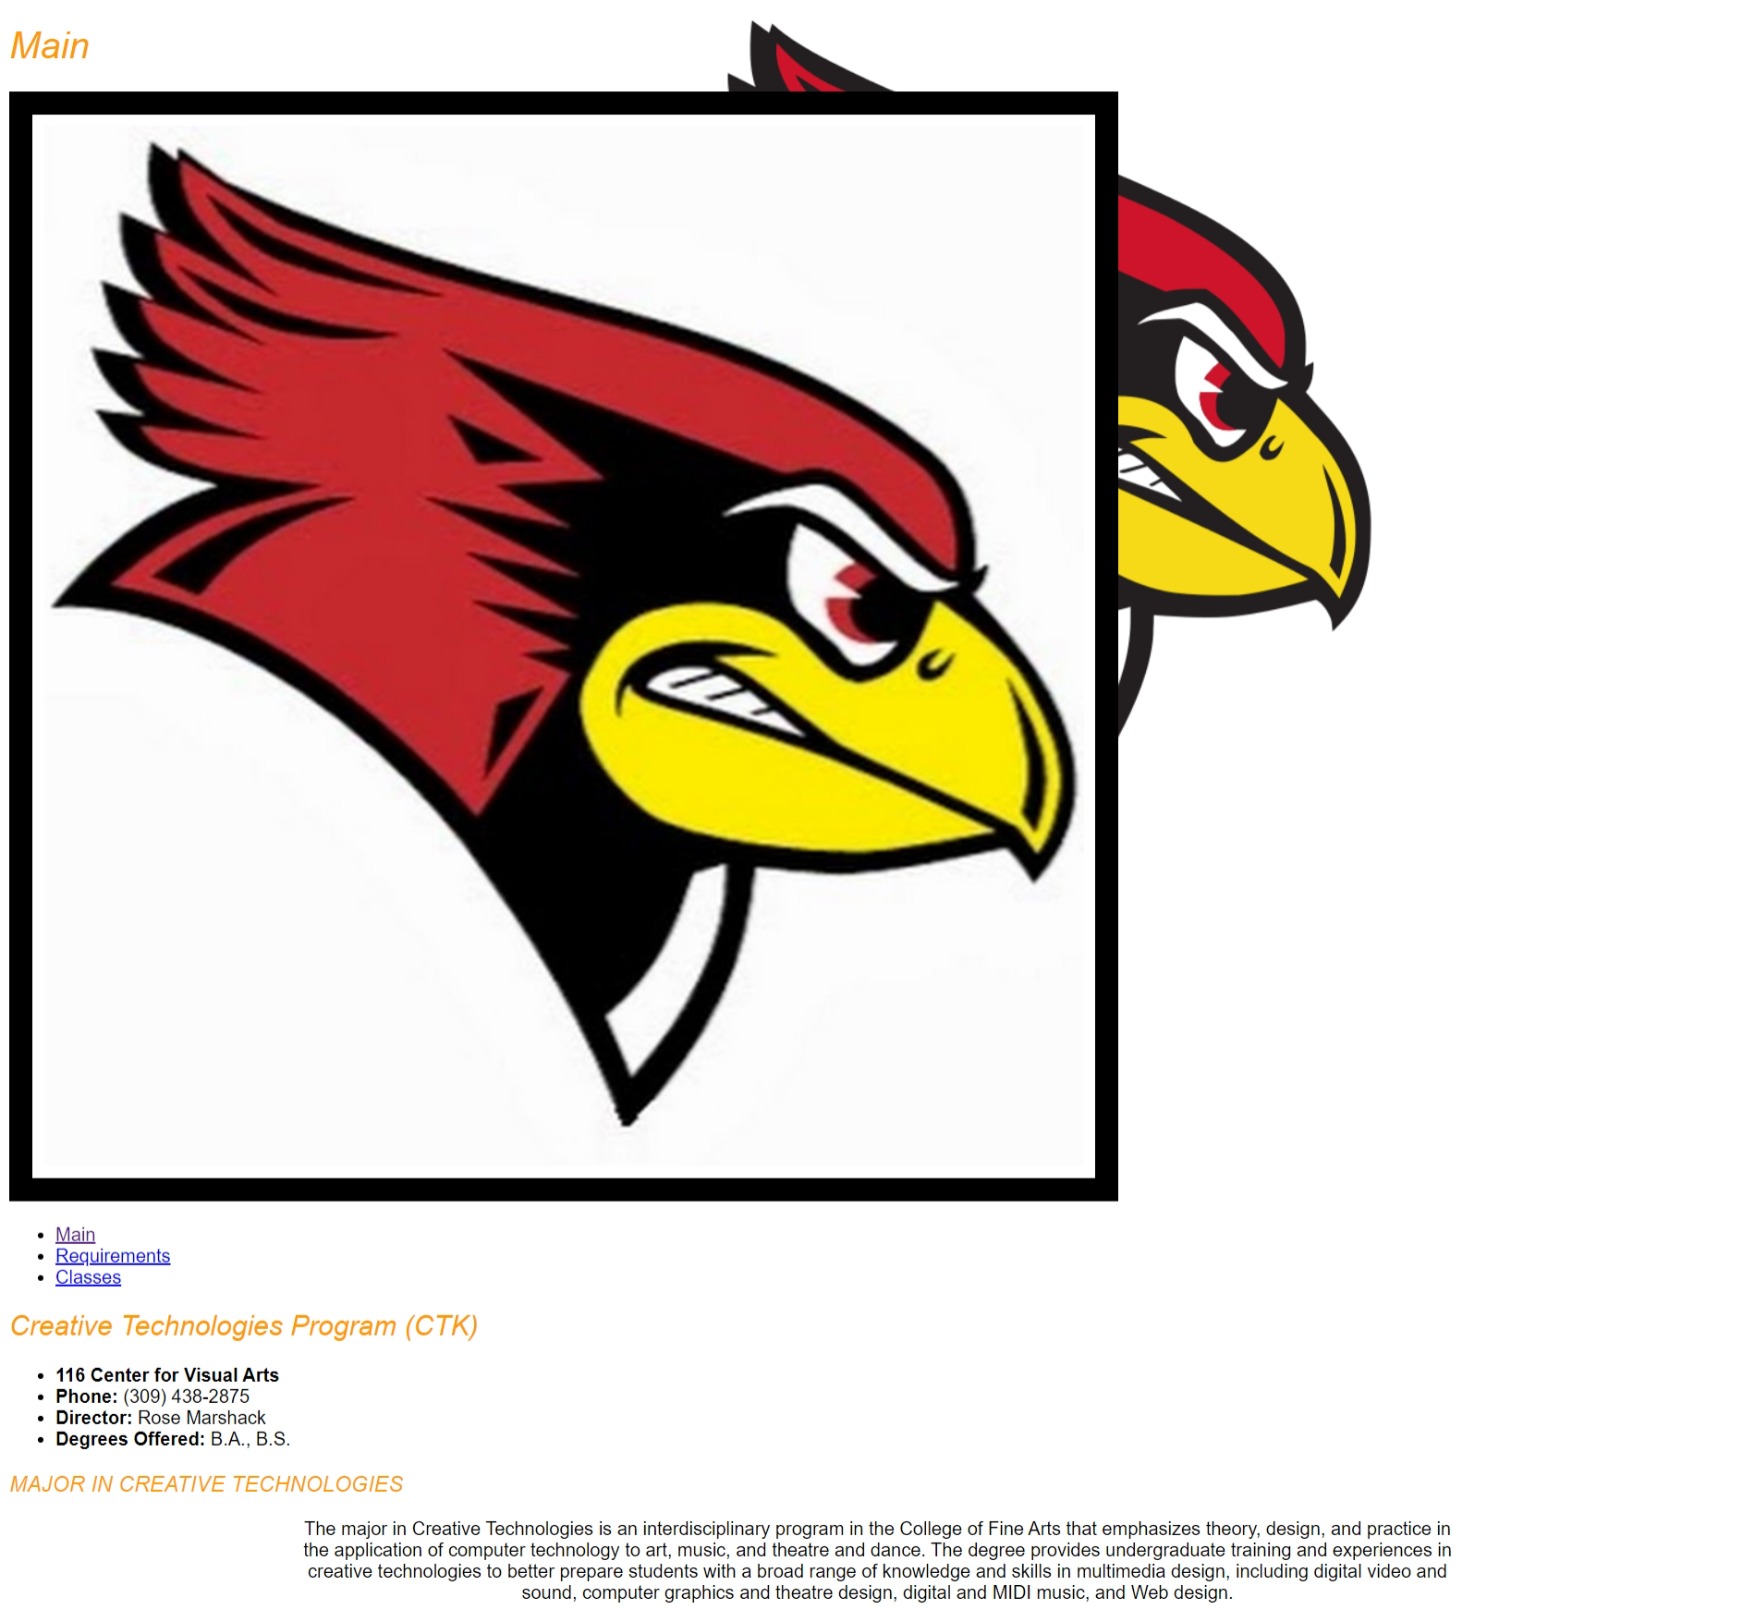 Main
Main
Requirements
Classes
Creative Technologies Program (CTK)
116 Center for Visual Arts
Phone: (309) 438-2875
Director: Rose Marshack
Degrees Offered: B.A., B.S.
MAJOR IN CREATIVE TECHNOLOGIES
The major in Creative Technologies is an interdisciplinary program in the College of Fine Arts that emphasizes theory, design, and practice in
the application of computer technology to art, music, and theatre and dance. The degree provides undergraduate training and experiences in
creative technologies to better prepare students with a broad range of knowledge and skills in multimedia design, including digital video and
sound, computer graphics and theatre design, digital and MIDI music, and Web design.